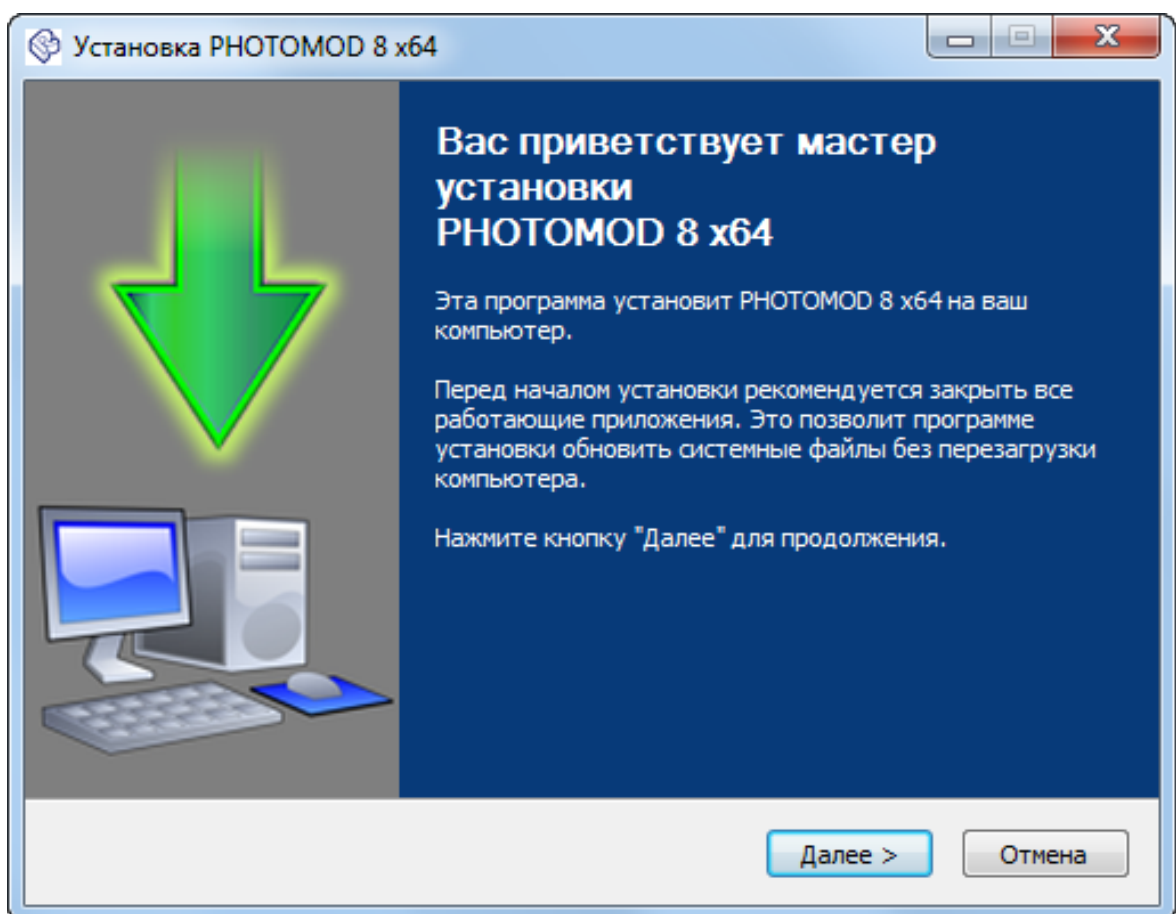 Установка PHOTOMOD 8 x64
Вас приветствует мастер
установки
PHOTOMOD 8 x64
Эта программа установит PHOTOMOD 8 x64 на ваш
компьютер.
Перед началом установки рекомендуется закрыть все
работающие приложения. Это позволит программе
установки обновить системные файлы без перезагрузки
компьютера.
Нажмите кнопку "Далее" для продолжения.
Далее >
Отмена